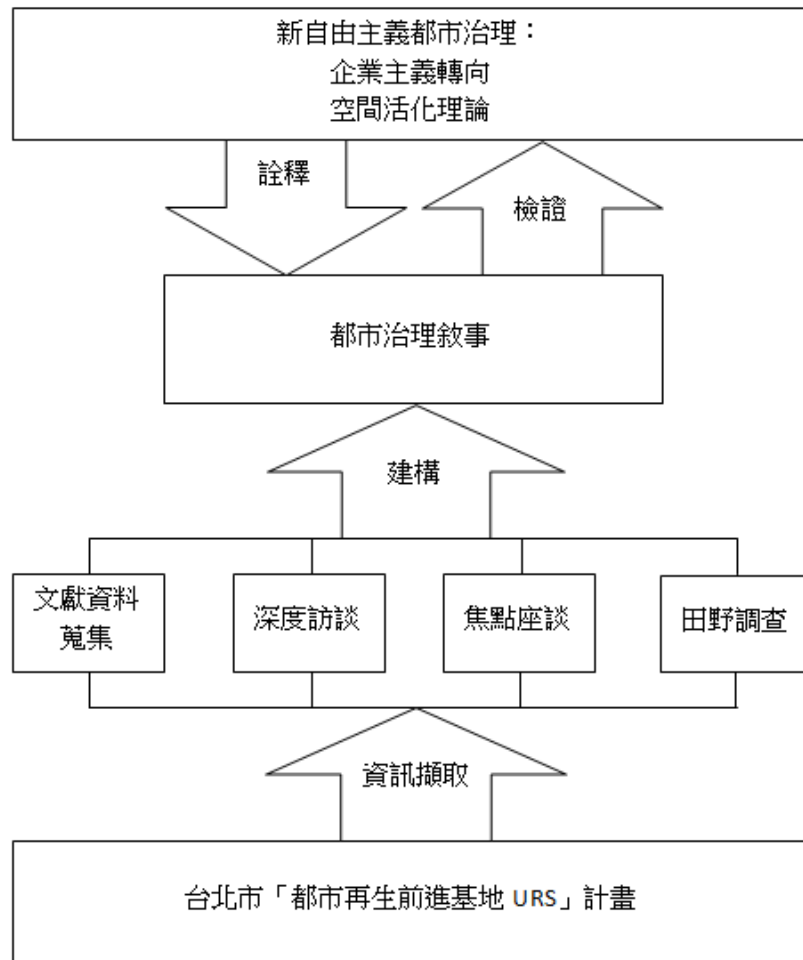 新自由主義都市治理：
企業主義轉向
空間活化理論
詮釋
檢證
都市治理敘事
建構
文獻資料
蒐集
深度訪談
焦點座談
田野調查
資訊擷取
台北市「都市再生前進基地 URS」計畫